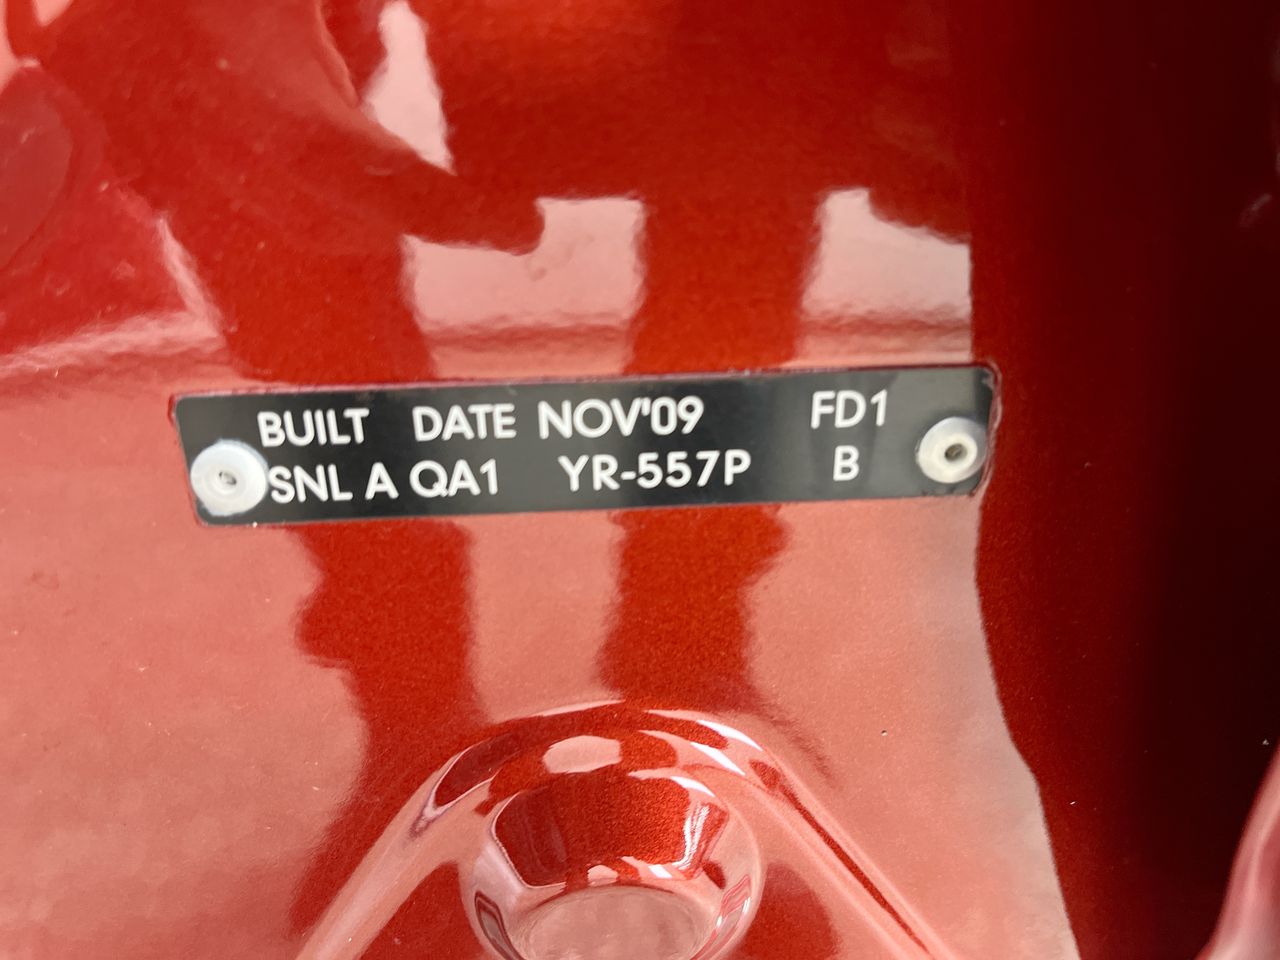 BUILT DATE NOV'09 FD1
SNL A QA1 YR-557P B